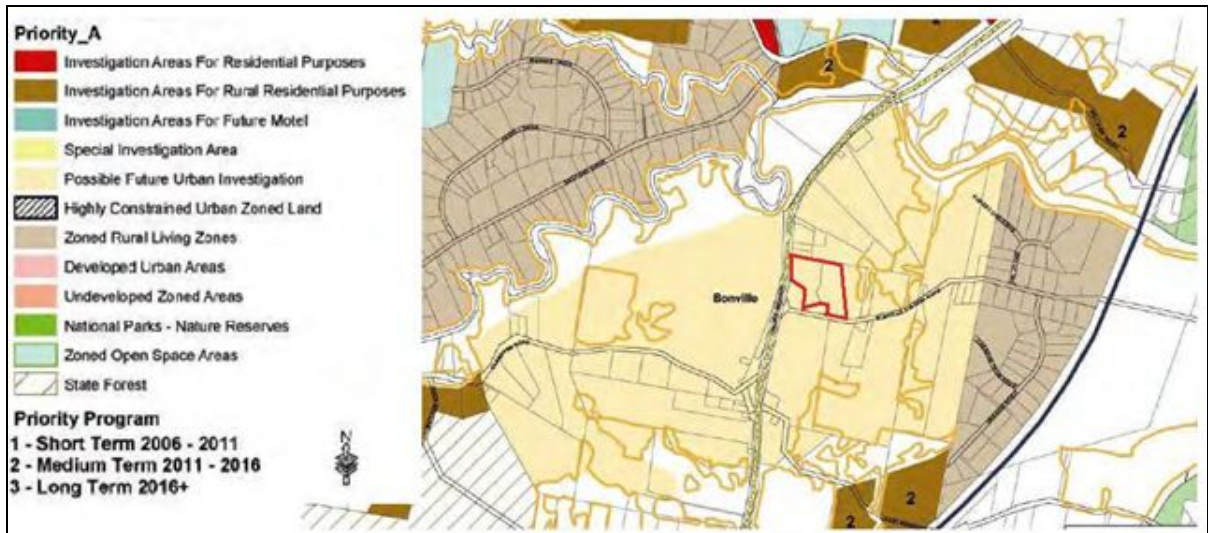 Priority_A
Investigation Areas For Residential Purposes
Investigation Areas For Rural Residential Purposes
Investigation Areas For Future Motel
Special Investigation Area
Possible Future Urban Investigation
Highly Constrained Urban Zoned Land
Zoned Rural Living Zones
Developed Urban Areas
Undeveloped Zoned Areas
National Parks - Nature Reserves
Zoned Open Space Areas
State Forest
Priority Program
1 - Short Term 2006 - 2011
2 - Medium Term 2011 - 2016
3 - Long Term 2016+
N
2
2
Bonville
2
2